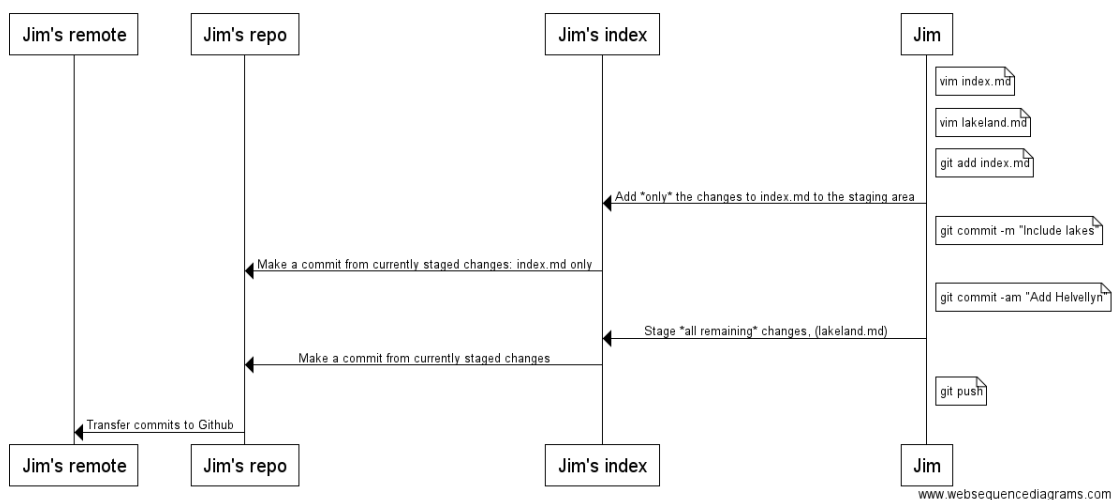 Jim's remote
Jim's repo
Jim's index
Jim
vim index.md
vim lakeland.md
git add index.md
Add *only* the changes to index.md to the staging area
git commit -m "Include lakes"
Make a commit from currently staged changes: index.md only
git commit -am "Add Helvellyn"
Stage *all remaining* changes, (lakeland.md)
Make a commit from currently staged changes
git push
Transfer commits to Github
Jim's remote
Jim's repo
Jim's index
Jim
www.websequencediagrams.com